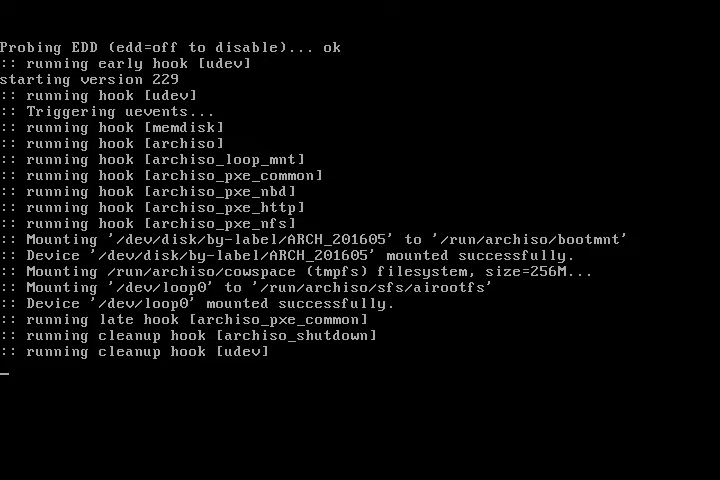 Probing EDD (edd=off to disable)... ok
:: running early hook [udev]
starting version 229
:: running hook [udev]
:: Triggering uevents...
:: running hook [memdisk]
:: running hook [archiso]
:: running hook [archiso_loop_mnt]
:: running hook [archiso_pxe_common]
:: running hook [archiso_pxe_nbd]
:: running hook [archiso_pxe_http]
:: running hook [archiso_pxe_nfs]
:: Mounting '/dev/disk/by-label/ARCH_201605' to '/run/archiso/bootmnt'
:: Device '/dev/disk/by-label/ARCH_201605' mounted successfully.
:: Mounting /run/archiso/cowspace (tmpfs) filesystem, size=256M...
:: Mounting '/dev/loop0' to '/run/archiso/sfs/airootfs'
:: Device '/dev/loop0' mounted successfully.
:: running late hook [archiso_pxe_common]
:: running cleanup hook [archiso_shutdown]
:: running cleanup hook [udev]